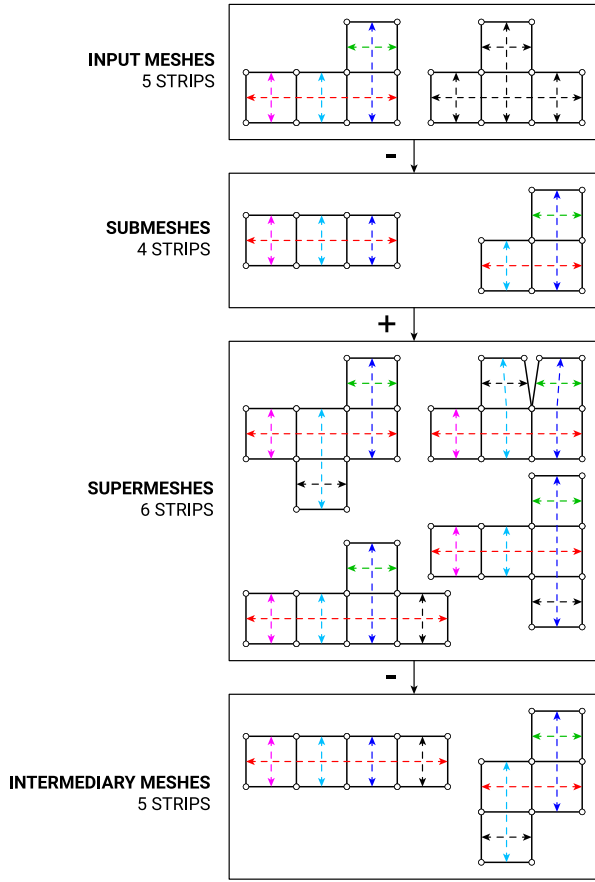 INPUT MESHES
5 STRIPS
-
SUBMESHES
4 STRIPS
+
SUPERMESHES
6 STRIPS
-
INTERMEDIARY MESHES
5 STRIPS